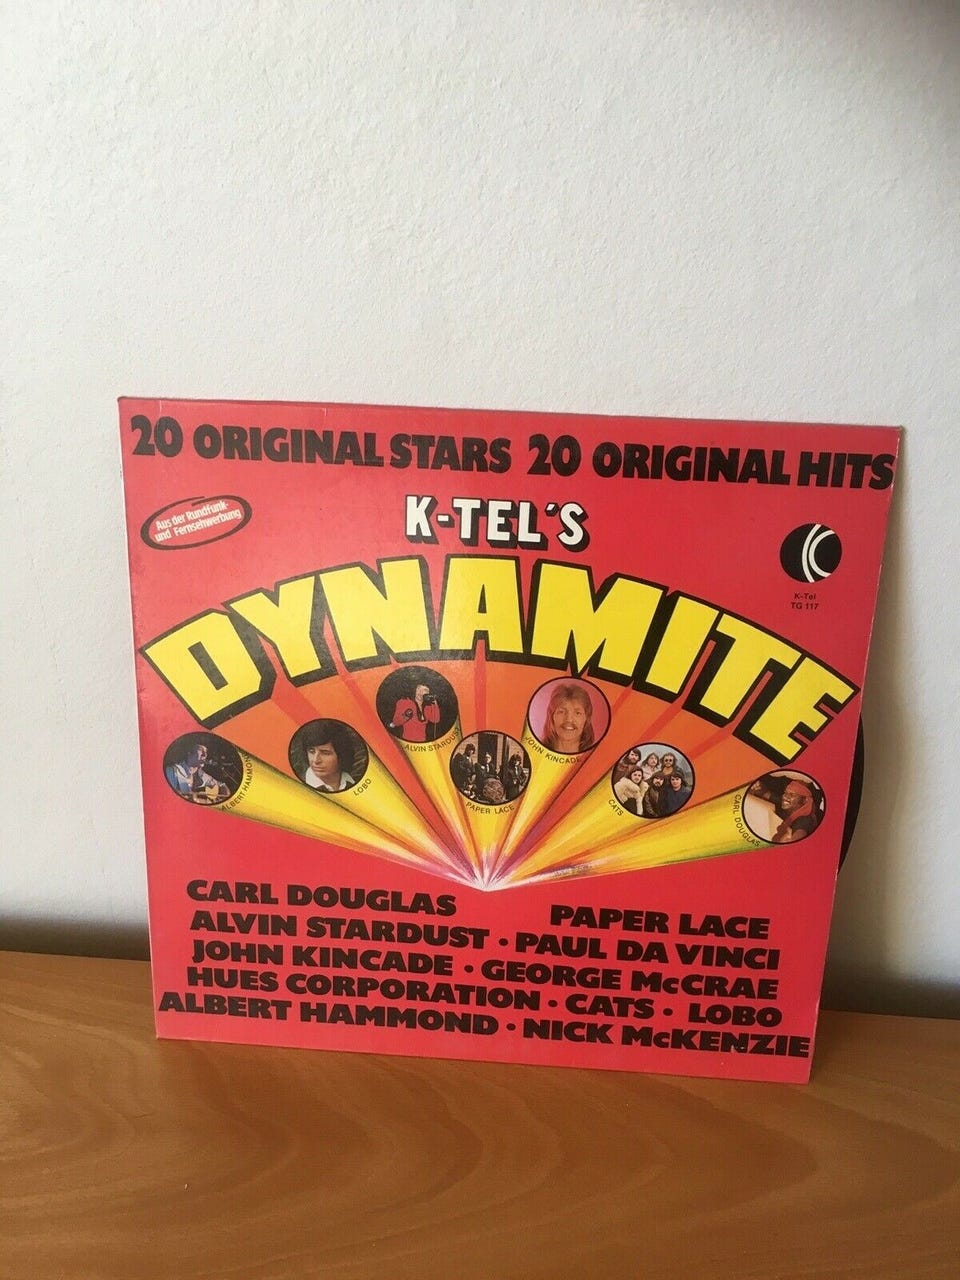 20 ORIGINAL STARS 20 ORIGINAL HITS
Aus der Rundfunk-
und Fernsehwerbung
K-TEL'S
K-Tel
TG 117
DYNAMITE
ALBERT HAMMOND
LOBO
ALVIN STARDUST
PAPER LACE
JOHN KINCADE
CATS
CARL DOUGLAS
CARL DOUGLAS PAPER LACE
ALVIN STARDUST · PAUL DA VINCI
JOHN KINCADE · GEORGE McCRAE
HUES CORPORATION · CATS · LOBO
ALBERT HAMMOND · NICK McKENZIE